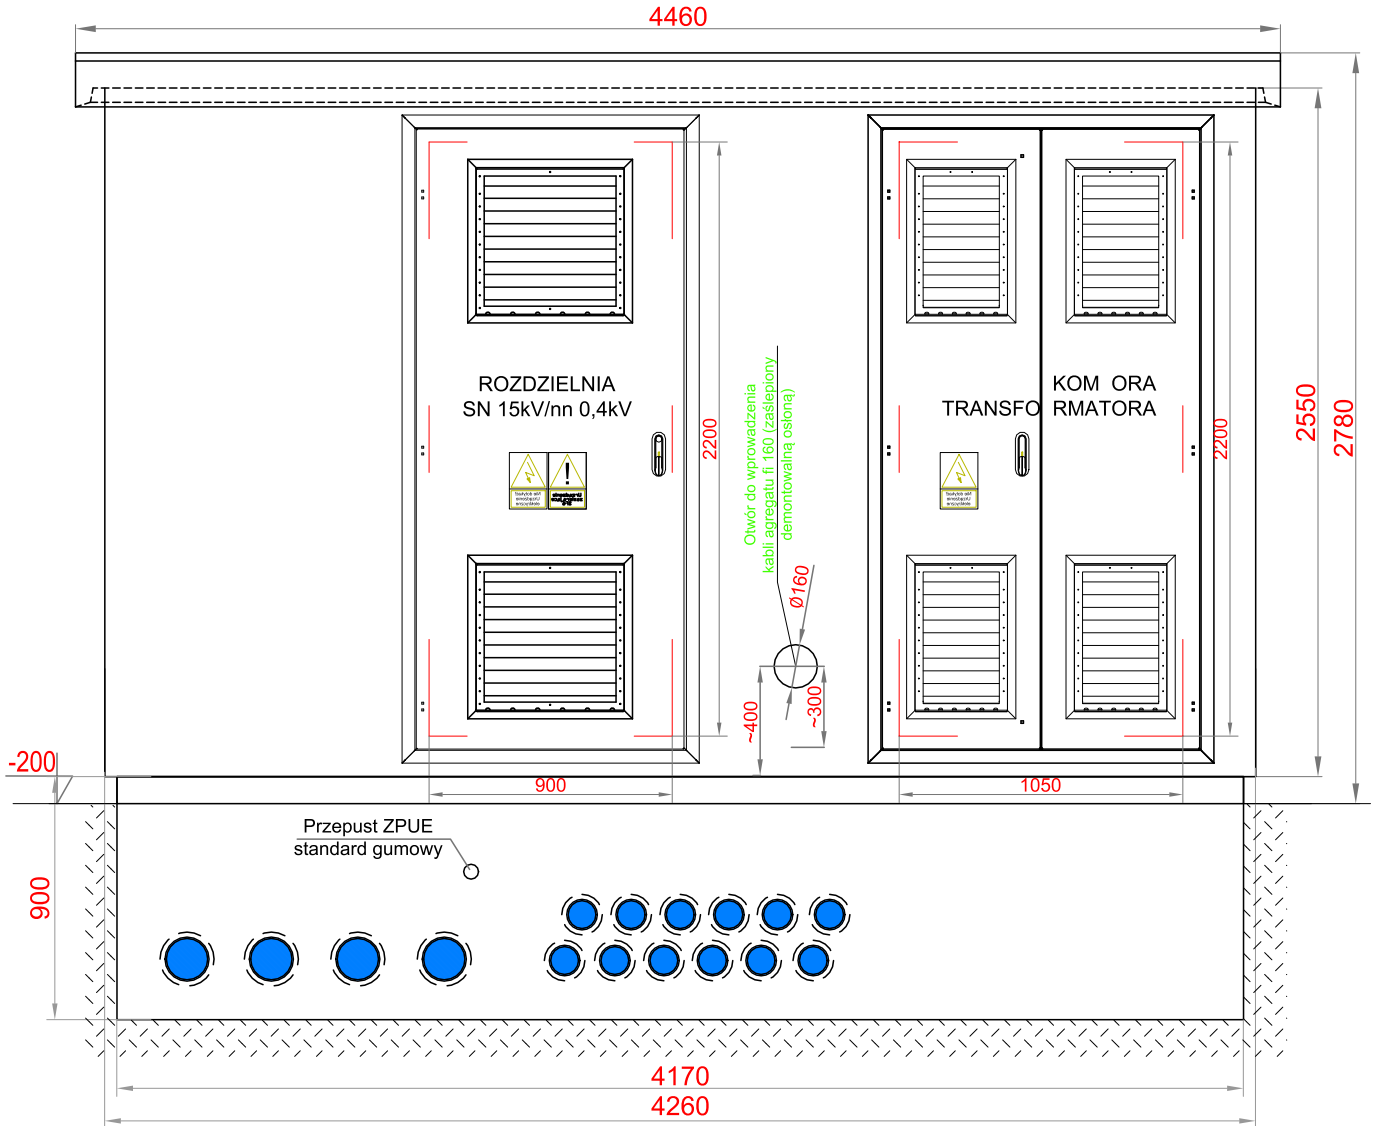 4460
ROZDZIELNIA
SN 15kV/nn 0,4kV
2200
Otwór do wprowadzenia
kabli agregatu fi 160 (zaślepiony
demontowalną osłoną)
Ø160
~400
~300
KOM ORA
TRANSFO RMATORA
2200
2550
2780
-200
900
1050
Przepust ZPUE
standard gumowy
900
4170
4260